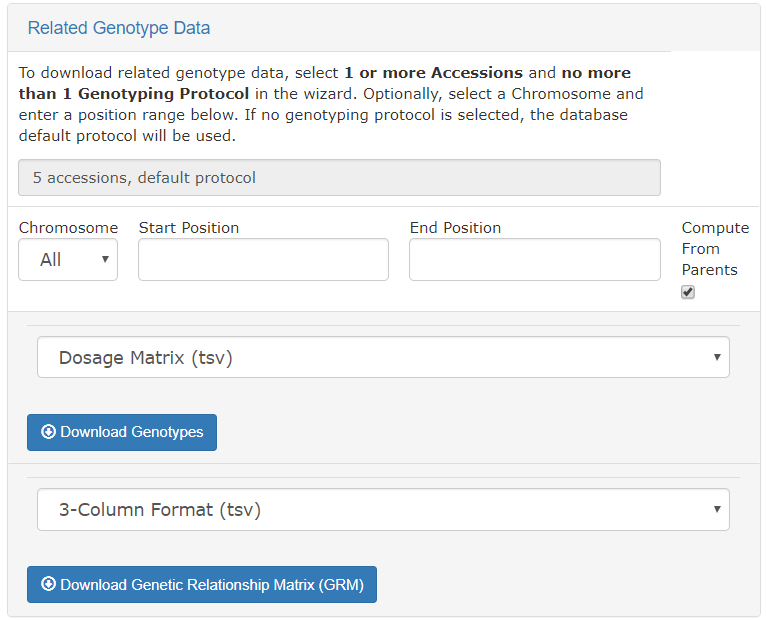 Related Genotype Data
To download related genotype data, select 1 or more Accessions and no more
than 1 Genotyping Protocol in the wizard. Optionally, select a Chromosome and
enter a position range below. If no genotyping protocol is selected, the database
default protocol will be used.
5 accessions, default protocol
Chromosome Start Position End Position Compute
From
Parents
All
Dosage Matrix (tsv)
Download Genotypes
3-Column Format (tsv)
Download Genetic Relationship Matrix (GRM)